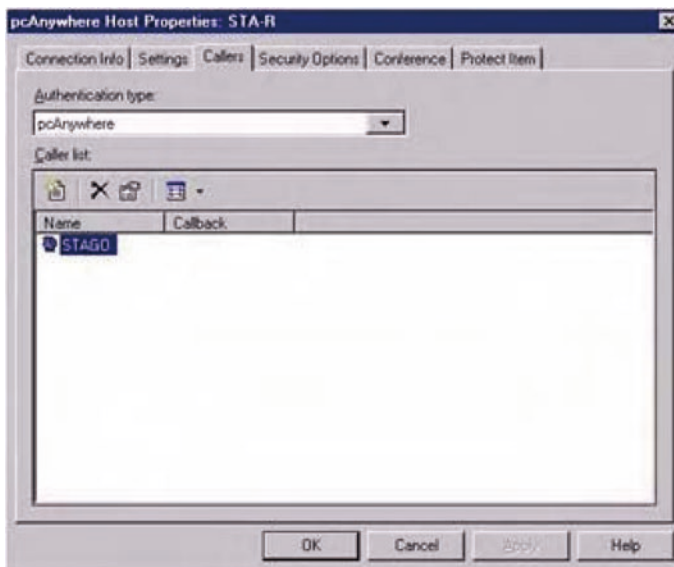 pcAnywhere Host Properties: STA-R
Connection Info Settings Callers Security Options Conference Protect Item
Authentication type:
pcAnywhere
Caller list:
Name Callback
STAGO
OK Cancel Apply Help